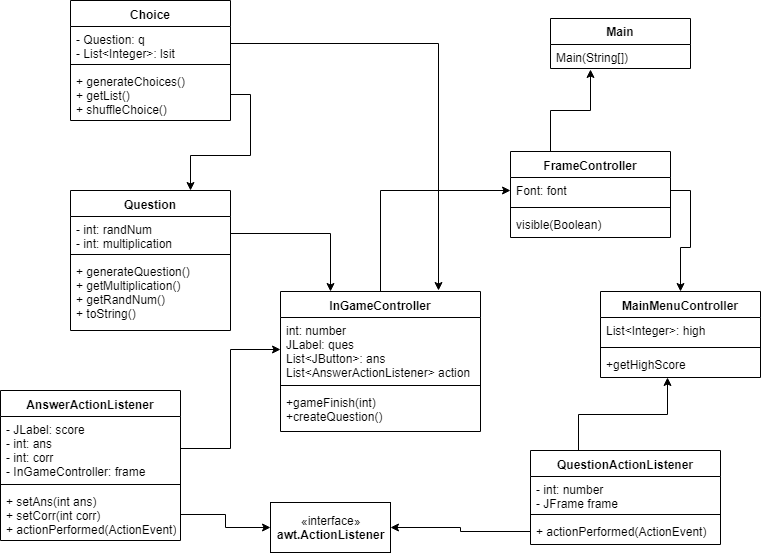 Choice
- Question: q
- List<Integer>: lsit
+ generateChoices()
+ getList()
+ shuffleChoice()
Main
Main(String[])
FrameController
Font: font
visible(Boolean)
Question
- int: randNum
- int: multiplication
+ generateQuestion()
+ getMultiplication()
+ getRandNum()
+ toString()
InGameController
int: number
JLabel: ques
List<JButton>: ans
List<AnswerActionListener> action
+gameFinish(int)
+createQuestion()
MainMenuController
List<Integer>: high
+getHighScore
AnswerActionListener
- JLabel: score
- int: ans
- int: corr
- InGameController: frame
+ setAns(int ans)
+ setCorr(int corr)
+ actionPerformed(ActionEvent)
«interface»
awt.ActionListener
QuestionActionListener
- int: number
- JFrame frame
+ actionPerformed(ActionEvent)